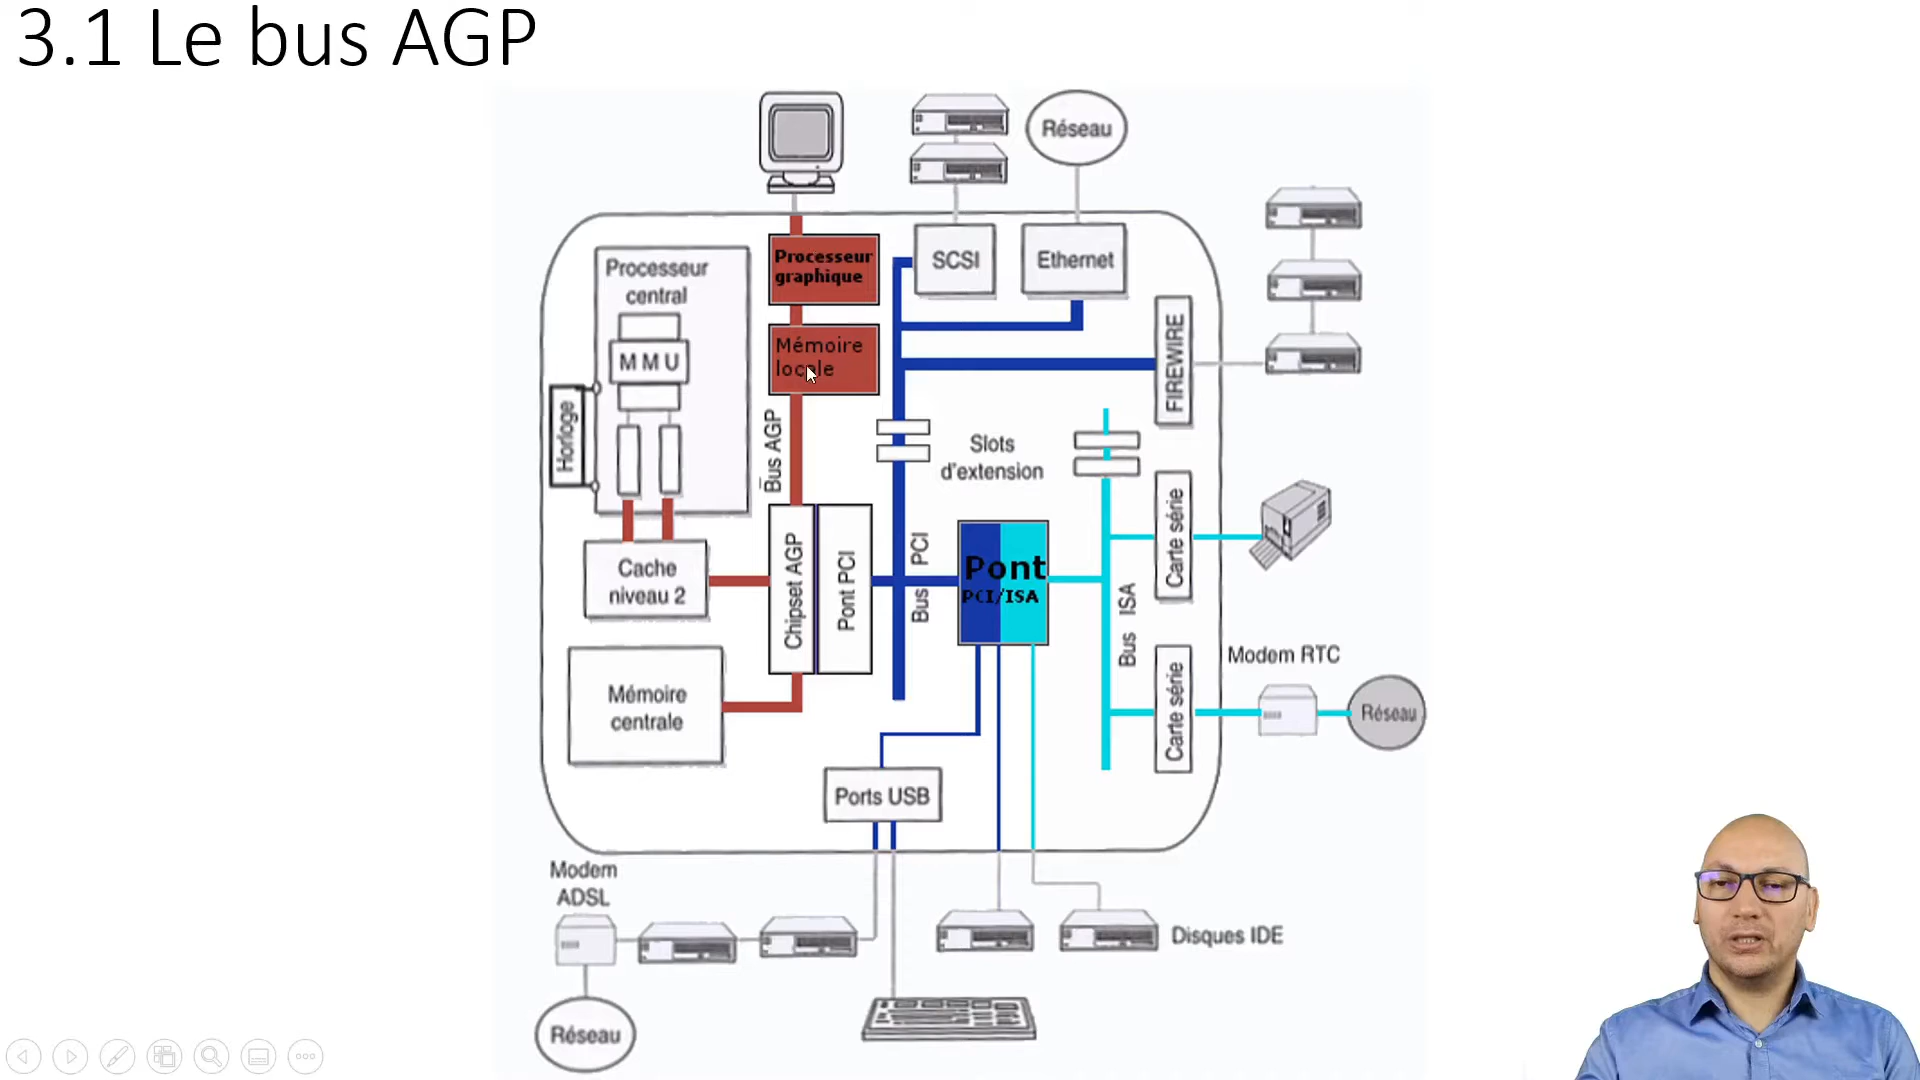 3.1 Le bus AGP
Réseau
Processeur
graphique
SCSI
Ethernet
Processeur
central
MMU
Mémoire
locale
FIREWIRE
Horloge
Bus AGP
Slots
d'extension
Carte série
Cache
niveau 2
Chipset AGP
Pont PCI
Bus PCI
Pont
PCI/ISA
Bus ISA
Mémoire
centrale
Modem RTC
Carte série
Réseau
Ports USB
Modem
ADSL
Disques IDE
Réseau